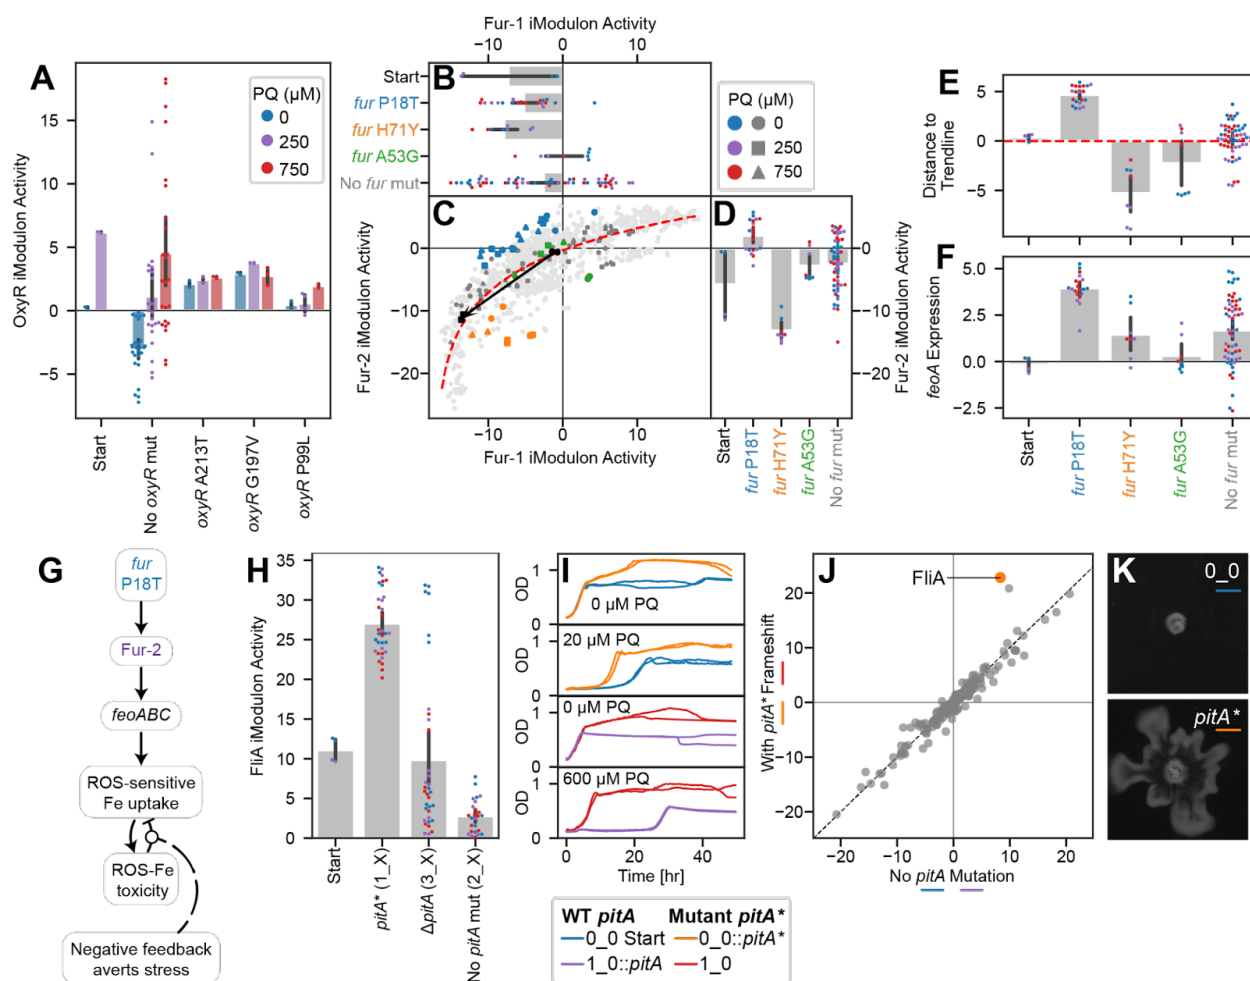 Fur-1 iModulon Activity
−10 0 10
A
PQ (μM)
0
250
750
OxyR iModulon Activity
15
10
5
0
−5
Start
No oxyR mut
oxyR A213T
oxyR G197V
oxyR P99L
B
Start
fur P18T
fur H71Y
fur A53G
No fur mut
PQ (μM)
0
250
750
C
Fur-2 iModulon Activity
0
−10
−20
−10 0 10
Fur-1 iModulon Activity
D
0
−10
−20
Fur-2 iModulon Activity
Start
fur P18T
fur H71Y
fur A53G
No fur mut
E
Distance to
Trendline
5
0
−5
F
feoA Expression
5.0
2.5
0.0
−2.5
Start
fur P18T
fur H71Y
fur A53G
No fur mut
G
fur
P18T
Fur-2
feoABC
ROS-sensitive
Fe uptake
ROS-Fe
toxicity
Negative feedback
averts stress
H
FliA iModulon Activity
35
30
25
20
15
10
5
0
Start
pitA* (1_X)
ΔpitA (3_X)
No pitA mut (2_X)
I
OD
1
0 μM PQ
OD
1
0
20 μM PQ
OD
1
0
0 μM PQ
OD
1
0
600 μM PQ
0 20 40
Time [hr]
WT pitA Mutant pitA*
0_0 Start 0_0::pitA*
1_0::pitA 1_0
J
FliA
With pitA* Frameshift
20
10
0
−10
−20
−20 −10 0 10 20
No pitA Mutation
K
0_0
pitA*